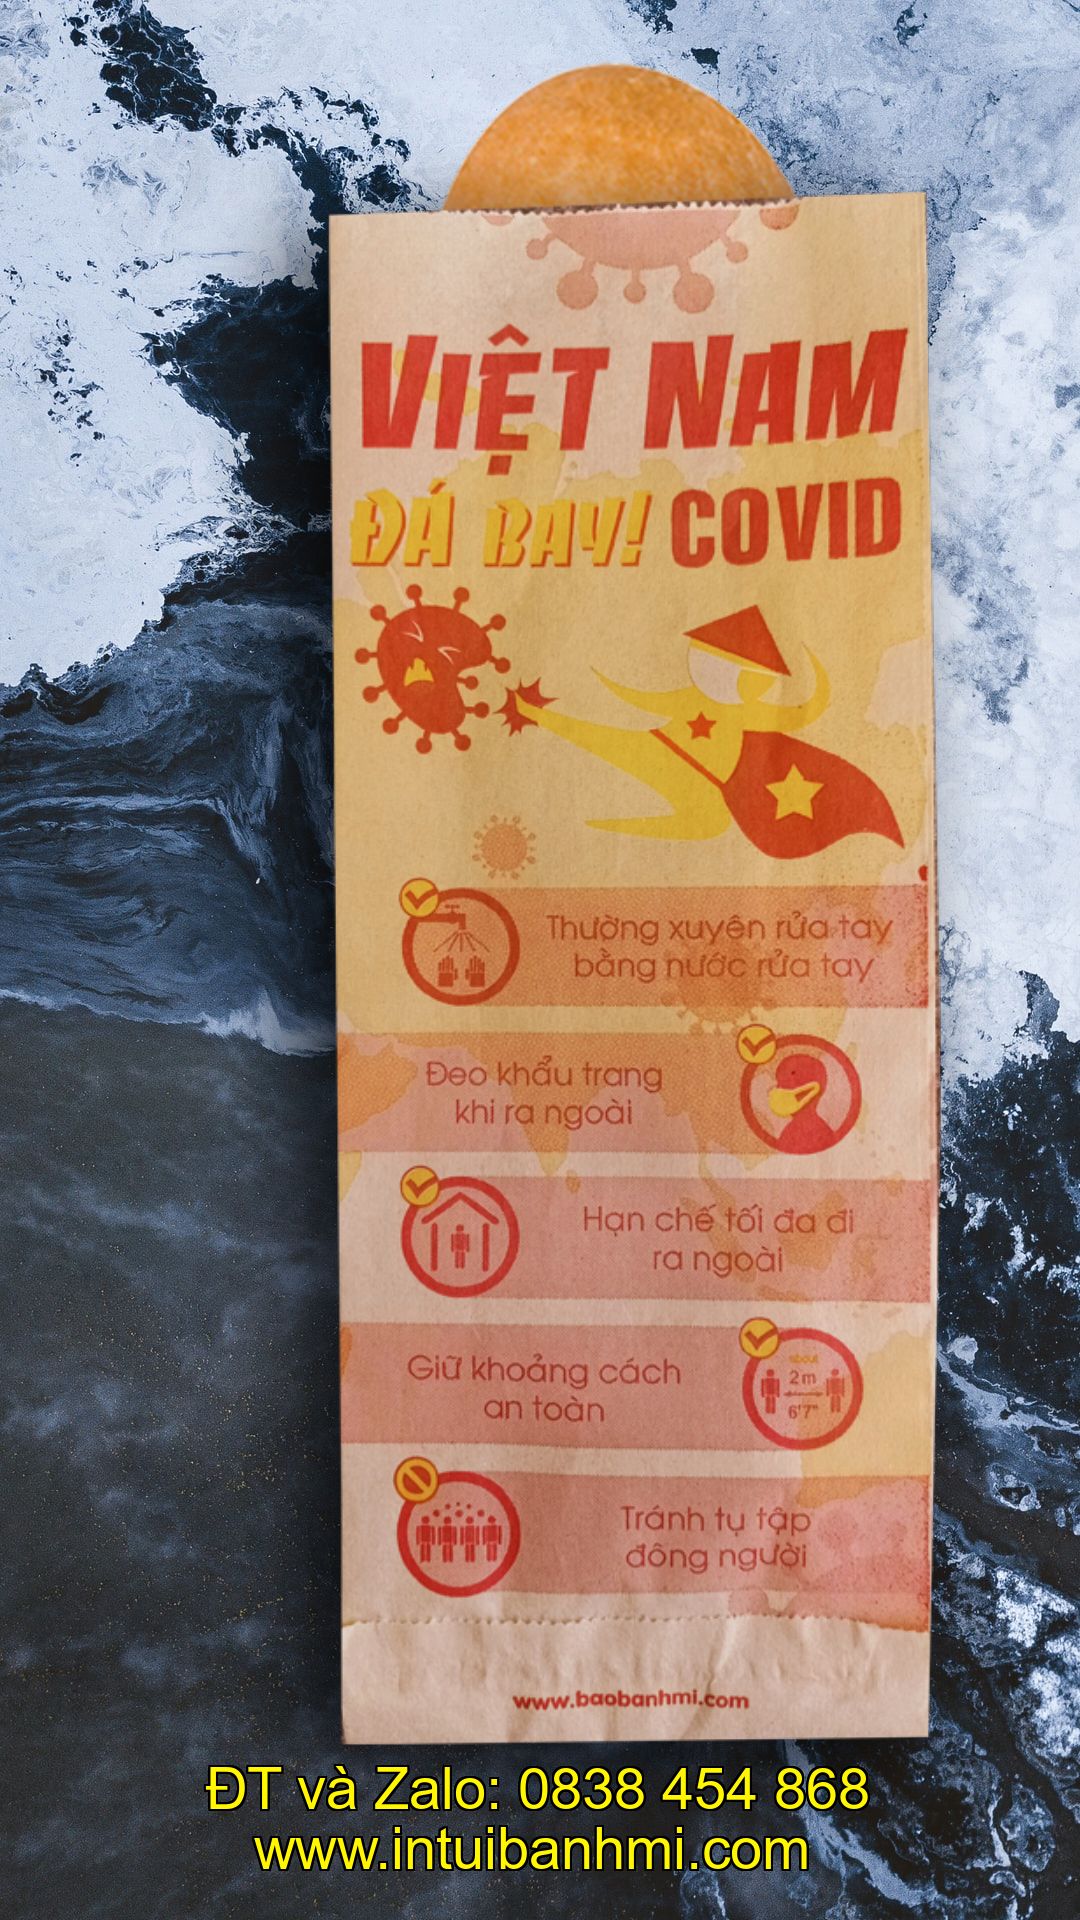 VIỆT NAM
ĐÁ BAY! COVID
Thường xuyên rửa tay
bằng nước rửa tay
Đeo khẩu trang
khi ra ngoài
Hạn chế tối đa đi
ra ngoài
Giữ khoảng cách
an toàn
about
2m
6'7"
Tránh tụ tập
đông người
www.baobanhmi.com
ĐT và Zalo: 0838 454 868
www.intuibanhmi.com